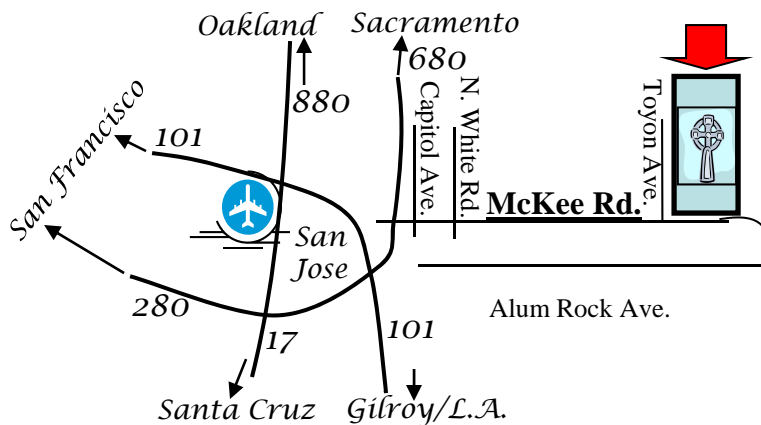 Oakland
Sacramento
680
880
Capitol Ave.
N. White Rd.
Toyon Ave.
San Francisco
101
McKee Rd.
San
Jose
280
17
101
Alum Rock Ave.
Santa Cruz
Gilroy/L.A.